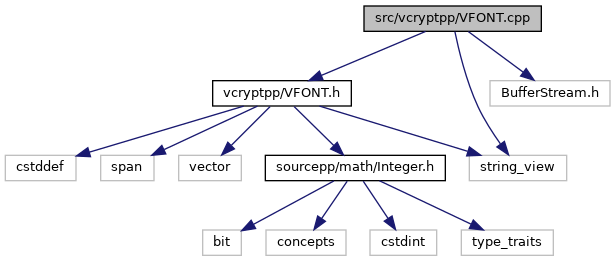 src/vcryptpp/VFONT.cpp
vcryptpp/VFONT.h
BufferStream.h
cstddef
span
vector
sourcepp/math/Integer.h
string_view
bit
concepts
cstdint
type_traits